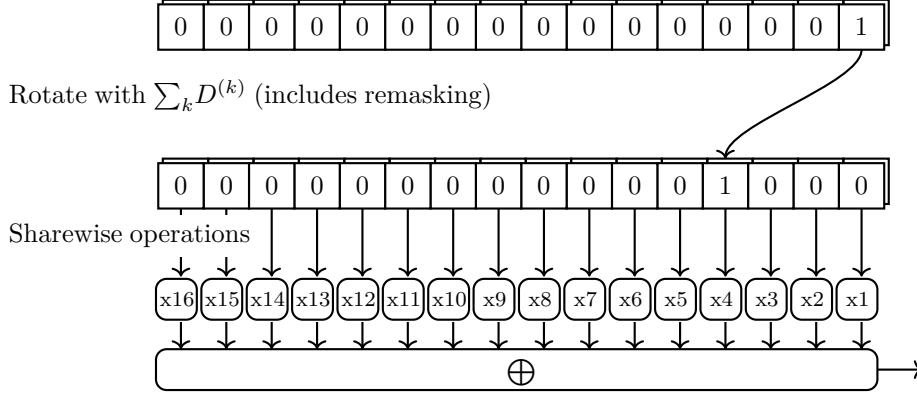 0 0 0 0 0 0 0 0 0 0 0 0 0 0 0 1
Rotate with ∑ₖD⁽ᵏ⁾ (includes remasking)
0 0 0 0 0 0 0 0 0 0 0 0 1 0 0 0
Sharewise operations
x16 x15 x14 x13 x12 x11 x10 x9 x8 x7 x6 x5 x4 x3 x2 x1
⊕